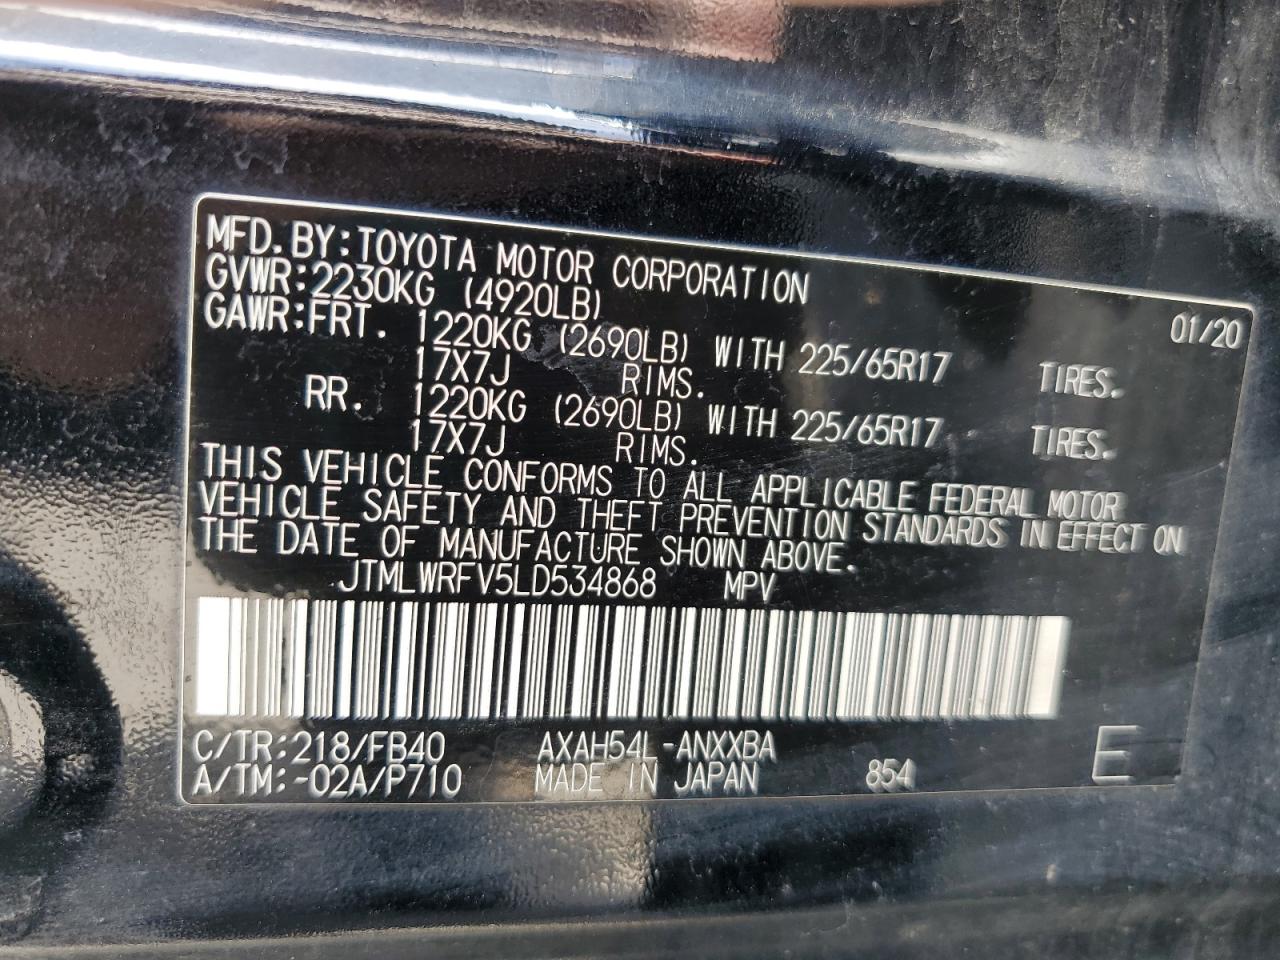 MFD.BY:TOYOTA MOTOR CORPORATION 01/20
GVWR:2230KG (4920LB)
GAWR:FRT. 1220KG (2690LB) WITH 225/65R17 TIRES.
17X7J RIMS.
RR. 1220KG (2690LB) WITH 225/65R17 TIRES.
17X7J RIMS.
THIS VEHICLE CONFORMS TO ALL APPLICABLE FEDERAL MOTOR
VEHICLE SAFETY AND THEFT PREVENTION STANDARDS IN EFFECT ON
THE DATE OF MANUFACTURE SHOWN ABOVE.
JTMLWRFV5LD534868 MPV
C/TR:218/FB40 AXAH54L-ANXXBA
A/TM:-02A/P710 MADE IN JAPAN 854 E